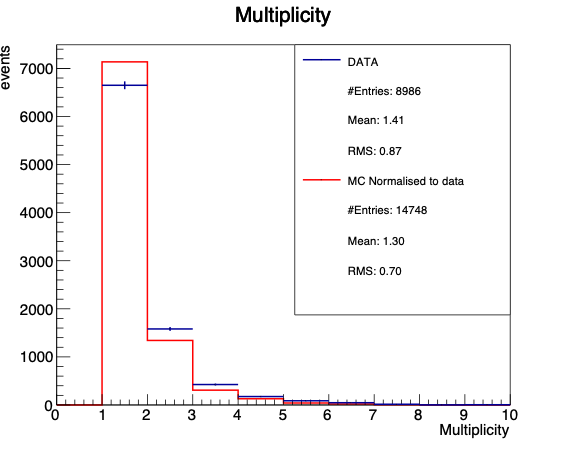 Multiplicity
events
7000
6000
5000
4000
3000
2000
1000
0
DATA
#Entries: 8986
Mean: 1.41
RMS: 0.87
MC Normalised to data
#Entries: 14748
Mean: 1.30
RMS: 0.70
0 1 2 3 4 5 6 7 8 9 10
Multiplicity